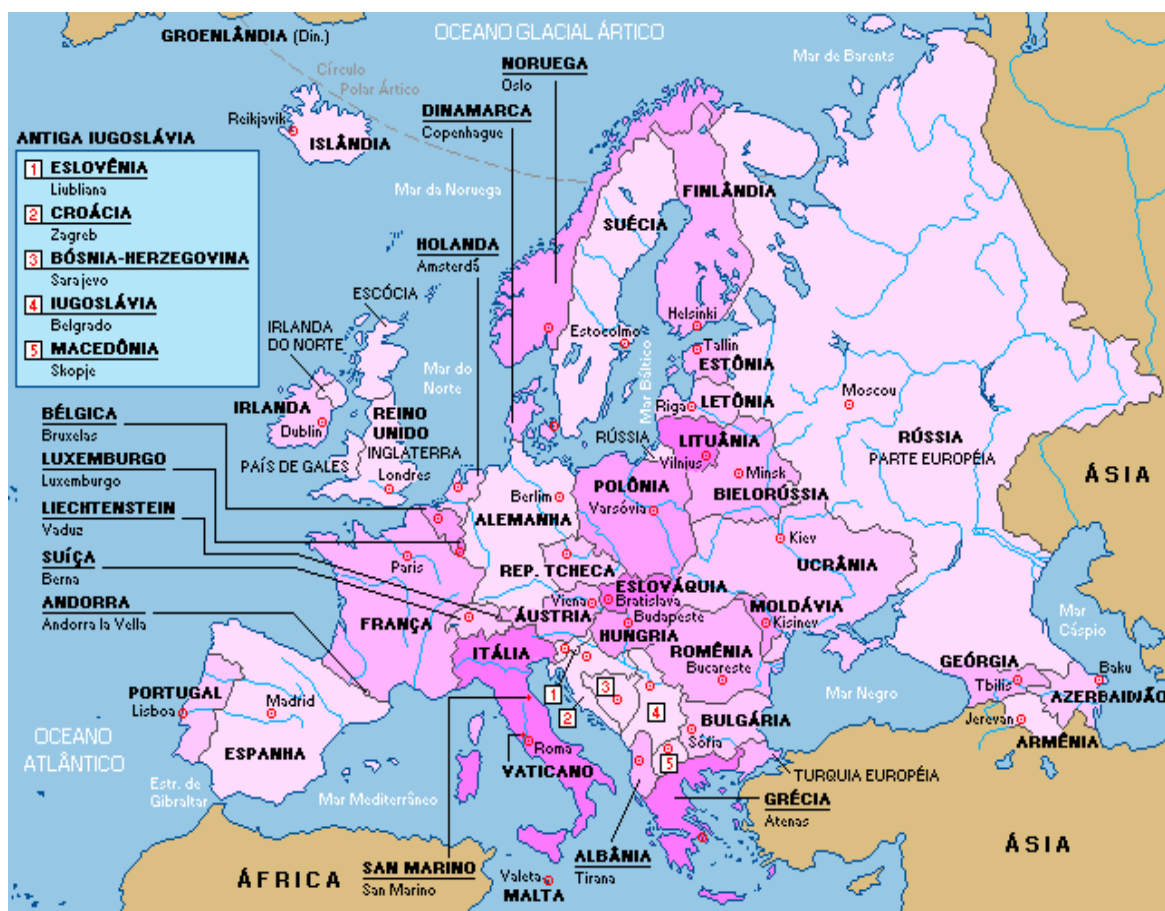 GROENLÂNDIA (Din.)
OCEANO GLACIAL ÁRTICO
Mar de Barents
Círculo
Polar Ártico
NORUEGA
Oslo
DINAMARCA
Copenhague
Reikjavik
ISLÂNDIA
ANTIGA IUGOSLÁVIA
1 ESLOVÊNIA
Liubliana
2 CROÁCIA
Zagreb
3 BÓSNIA-HERZEGOVINA
Sarajevo
4 IUGOSLÁVIA
Belgrado
5 MACEDÔNIA
Skopje
Mar da Noruega
FINLÂNDIA
SUÉCIA
HOLANDA
Amsterdã
ESCÓCIA
IRLANDA
DO NORTE
Mar do
Norte
Helsinki
Estocolmo
Tallin
ESTÔNIA
Mar Báltico
LETÔNIA
Riga
Moscou
IRLANDA
Dublin
REINO
UNIDO
INGLATERRA
PAÍS DE GALES
Londres
BÉLGICA
Bruxelas
LUXEMBURGO
Luxemburgo
LIECHTENSTEIN
Vaduz
SUÍÇA
Berna
ANDORRA
Andorra la Vella
RÚSSIA
LITUÂNIA
Vilnius
Minsk
BIELORÚSSIA
RÚSSIA
PARTE EUROPÉIA
ÁSIA
POLÔNIA
Varsóvia
Berlim
ALEMANHA
Kiev
UCRÂNIA
Paris
REP. TCHECA
ESLOVÁQUIA
Bratislava
Viena
ÁUSTRIA
Budapeste
HUNGRIA
MOLDÁVIA
Kisinev
FRANÇA
ITÁLIA
ROMÊNIA
Bucareste
Mar
Cáspio
GEÓRGIA
Tbilis
Baku
AZERBAIDJÃO
Jerevan
ARMÊNIA
Mar Negro
PORTUGAL
Lisboa
Madrid
ESPANHA
1
2
3
4
5
BULGÁRIA
Sófia
OCEANO
ATLÂNTICO
Estr. de
Gibraltar
Mar Mediterrâneo
Roma
VATICANO
TURQUIA EUROPÉIA
GRÉCIA
Atenas
ÁSIA
ÁFRICA
SAN MARINO
San Marino
Valeta
MALTA
ALBÂNIA
Tirana